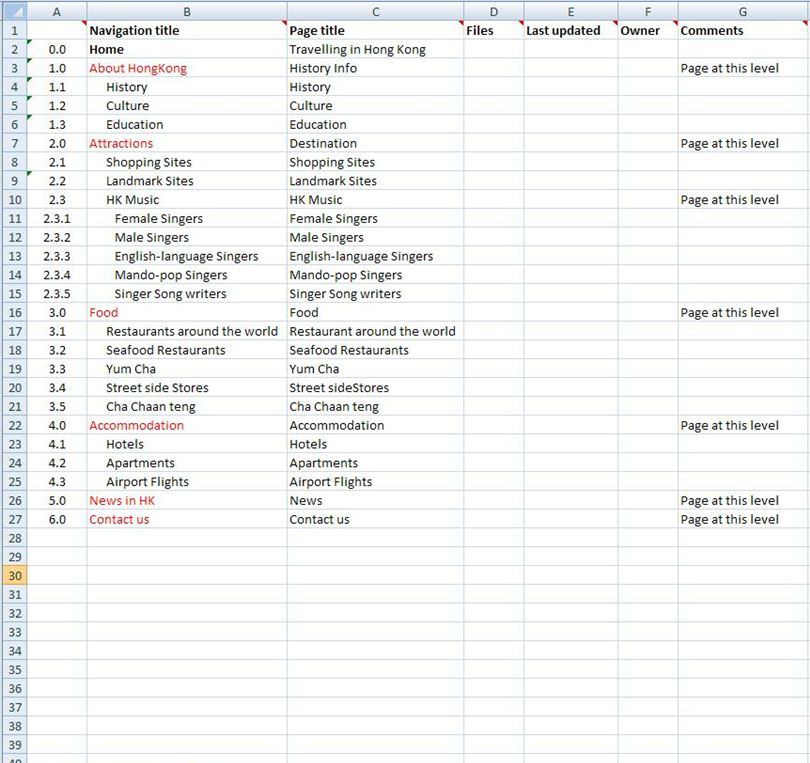 A B C D E F G
1 Navigation title Page title Files Last updated Owner Comments
2 0.0 Home Travelling in Hong Kong
3 1.0 About HongKong History Info Page at this level
4 1.1 History History
5 1.2 Culture Culture
6 1.3 Education Education
7 2.0 Attractions Destination Page at this level
8 2.1 Shopping Sites Shopping Sites
9 2.2 Landmark Sites Landmark Sites
10 2.3 HK Music HK Music Page at this level
11 2.3.1 Female Singers Female Singers
12 2.3.2 Male Singers Male Singers
13 2.3.3 English-language Singers English-language Singers
14 2.3.4 Mando-pop Singers Mando-pop Singers
15 2.3.5 Singer Song writers Singer Song writers
16 3.0 Food Food Page at this level
17 3.1 Restaurants around the world Restaurant around the world
18 3.2 Seafood Restaurants Seafood Restaurants
19 3.3 Yum Cha Yum Cha
20 3.4 Street side Stores Street sideStores
21 3.5 Cha Chaan teng Cha Chaan teng
22 4.0 Accommodation Accommodation Page at this level
23 4.1 Hotels Hotels
24 4.2 Apartments Apartments
25 4.3 Airport Flights Airport Flights
26 5.0 News in HK News Page at this level
27 6.0 Contact us Contact us Page at this level
28
29
30
31
32
33
34
35
36
37
38
39